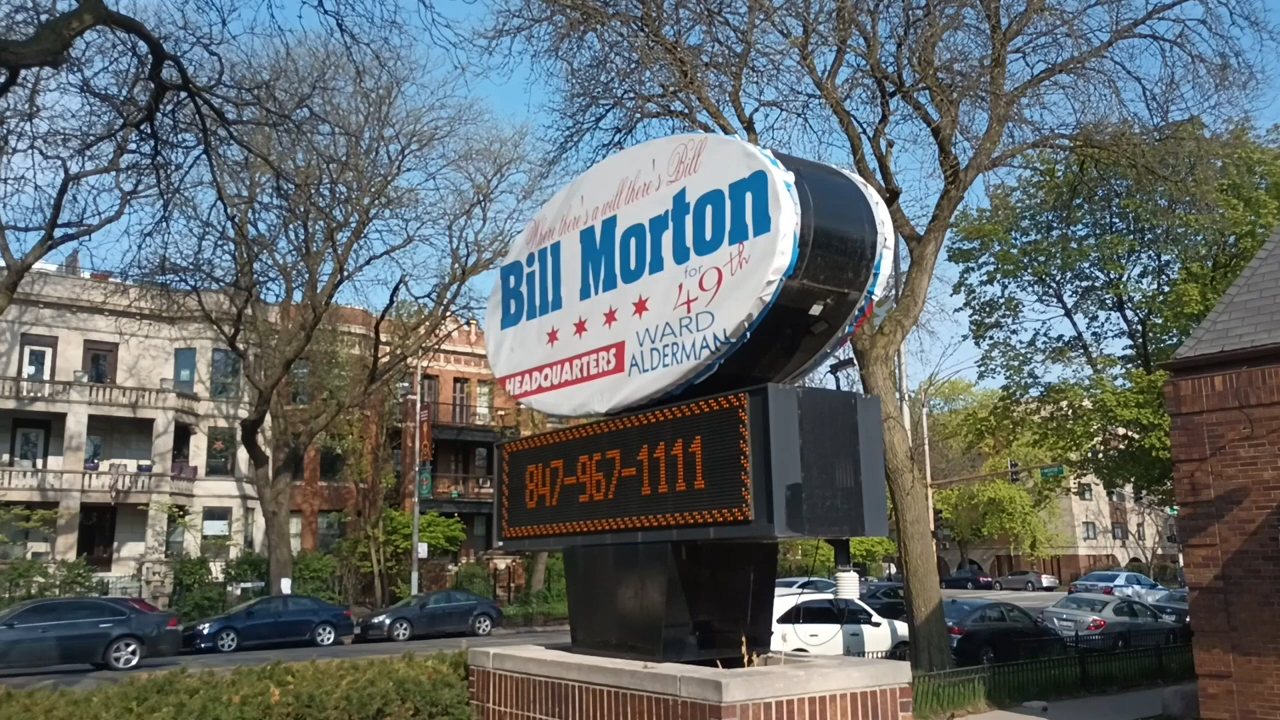 Where there's a will there's Bill
Bill Morton
for 49th
WARD
ALDERMAN
HEADQUARTERS
847-967-1111